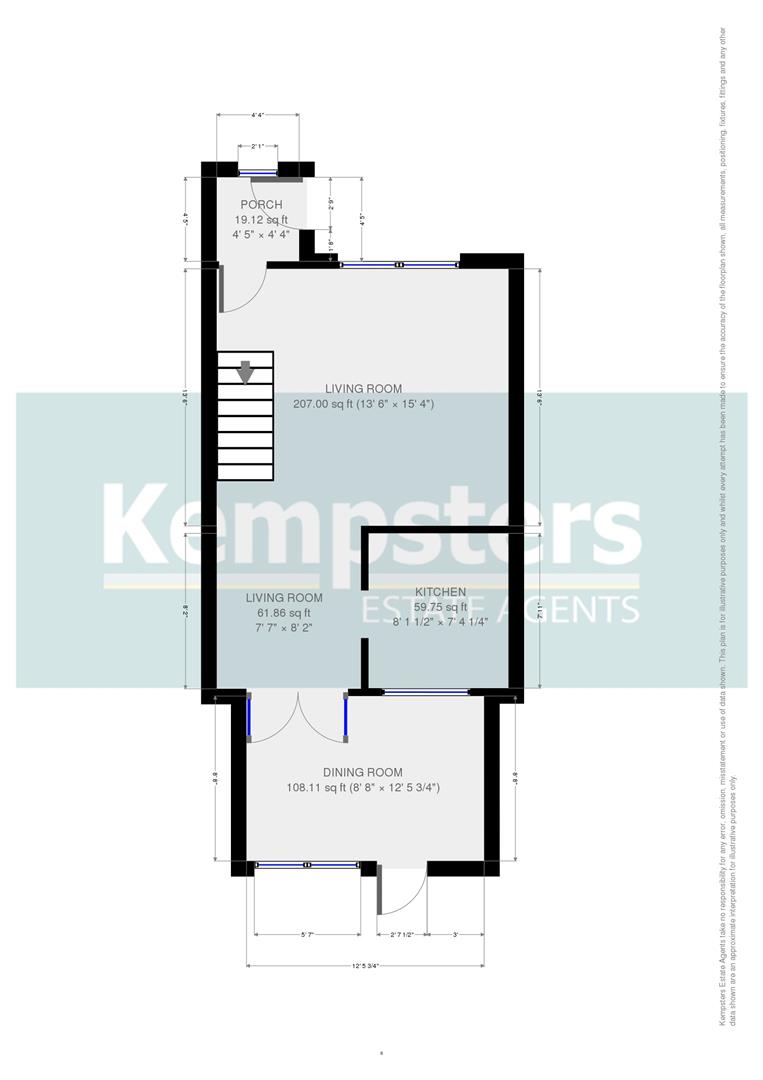 4' 4"
2' 1"
PORCH
19.12 sq ft
4' 5" × 4' 4"
4' 5"
2' 9"
1' 8"
4' 5"
LIVING ROOM
207.00 sq ft (13' 6" × 15' 4")
13' 6"
13' 6"
Kempsters
ESTATE AGENTS
LIVING ROOM
61.86 sq ft
7' 7" × 8' 2"
KITCHEN
59.75 sq ft
8' 1 1/2" × 7' 4 1/4"
8' 2"
7' 11"
DINING ROOM
108.11 sq ft (8' 8" × 12' 5 3/4")
8' 8"
8' 8"
5' 7"
2' 7 1/2"
3'
12' 5 3/4"
Kempsters Estate Agents take no responsibility for any error, omission, misstatement or use of data shown. This plan is for illustrative purposes only and whilst every attempt has been made to ensure the accuracy of the floorplan shown, all measurements, positioning, fixtures, fittings and any other
data shown are an approximate interpretation for illustrative purposes only.